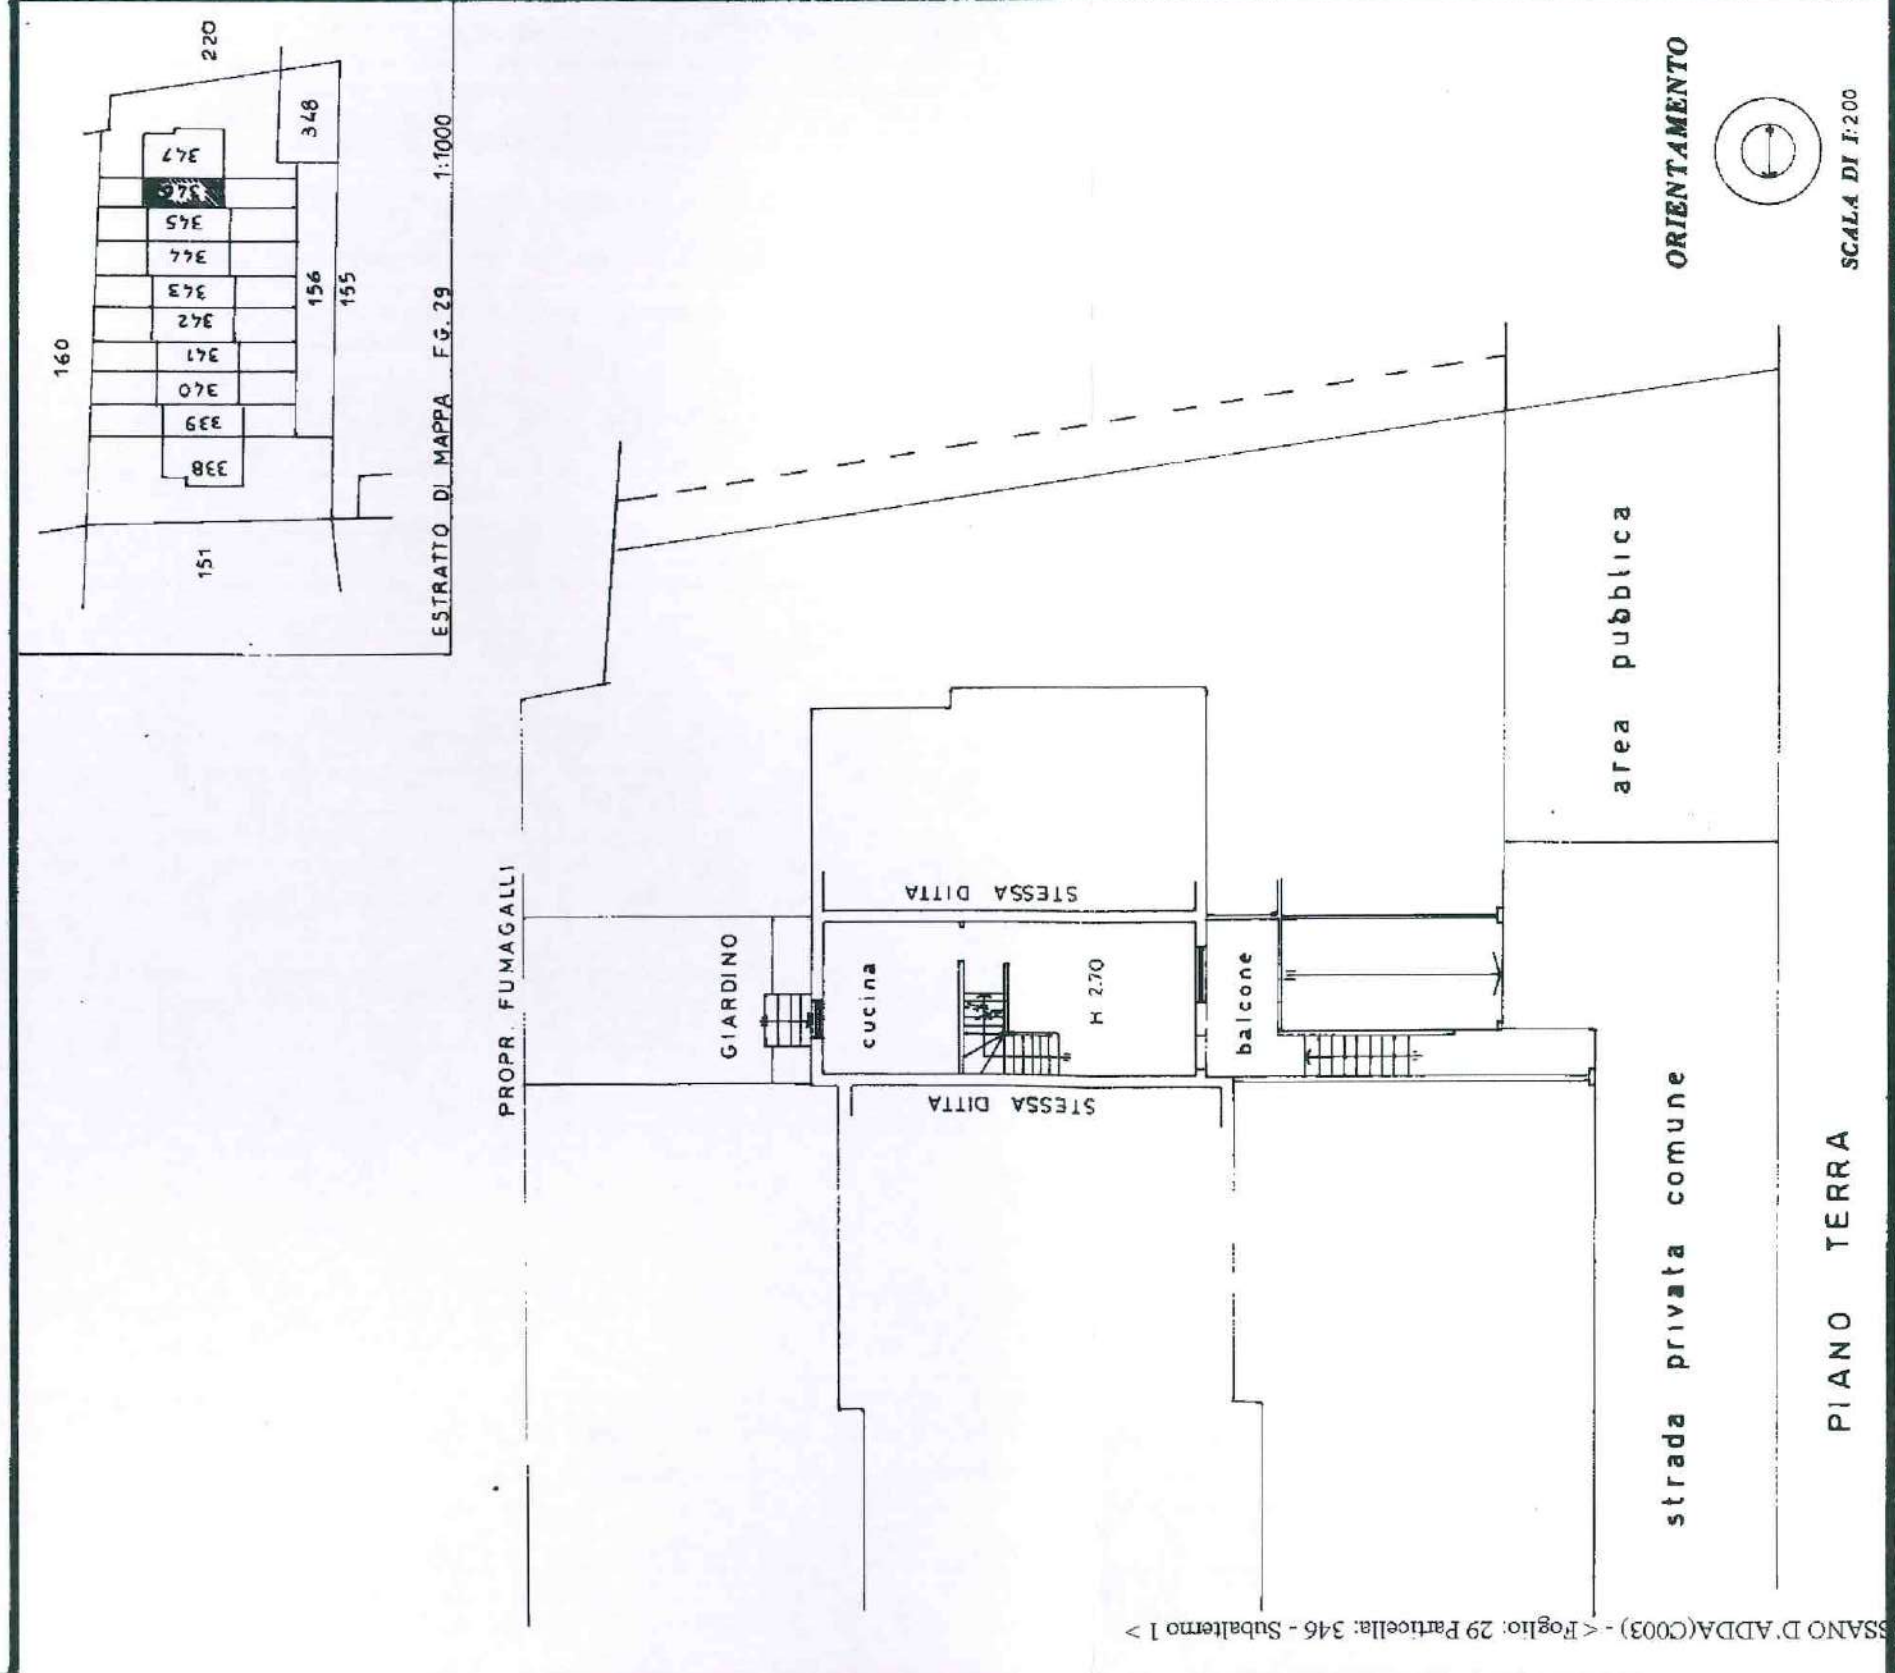 220
160
151
347
346
345
344
343
342
341
340
339
338
348
156
155
ESTRATTO DI MAPPA FG. 29 1:1000
ORIENTAMENTO
SCALA DI 1:200
PROPR. FUMAGALLI
GIARDINO
cucina
STESSA DITTA
H 2.70
STESSA DITTA
balcone
area pubblica
strada privata comune
PIANO TERRA
SSANO D'ADDA(C003) - < Foglio: 29 Particella: 346 - Subalterno 1 >